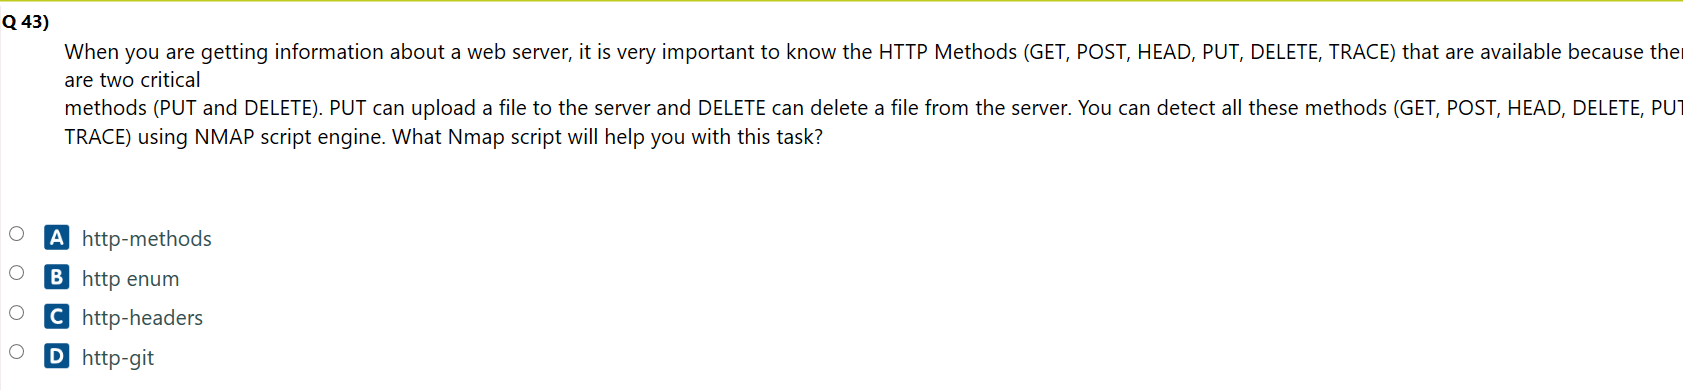 Q 43)
When you are getting information about a web server, it is very important to know the HTTP Methods (GET, POST, HEAD, PUT, DELETE, TRACE) that are available because
are two critical
methods (PUT and DELETE). PUT can upload a file to the server and DELETE can delete a file from the server. You can detect all these methods (GET, POST, HEAD, DELETE,
TRACE) using NMAP script engine. What Nmap script will help you with this task?
A http-methods
B http enum
C http-headers
D http-git